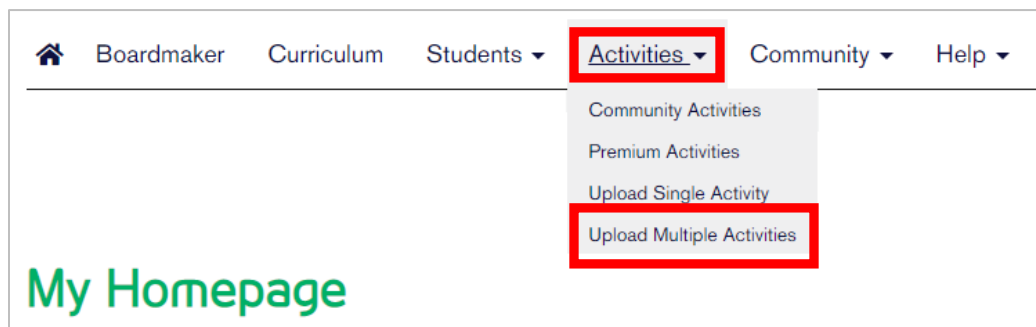 Boardmaker Curriculum Students Activities Community Help
Community Activities
Premium Activities
Upload Single Activity
Upload Multiple Activities
My Homepage